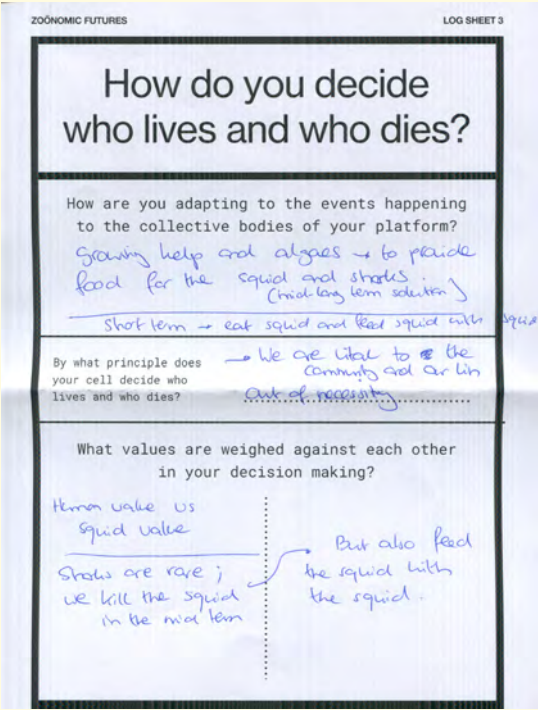 ZOÖNOMIC FUTURES
LOG SHEET 3
How do you decide
who lives and who dies?
How are you adapting to the events happening
to the collective bodies of your platform?
Growing kelp and algaes → to provide
food for the squid and sharks.
(mid-long term solution)
Short term → eat squid and feed squid with squid
By what principle does
your cell decide who
lives and who dies?
→ We are vital to the
community and our
Out of necessity
What values are weighed against each other
in your decision making?
Human value vs
squid value
Sharks are rare ;
we kill the squid
in the mid term
But also feed
the squid with
the squid.